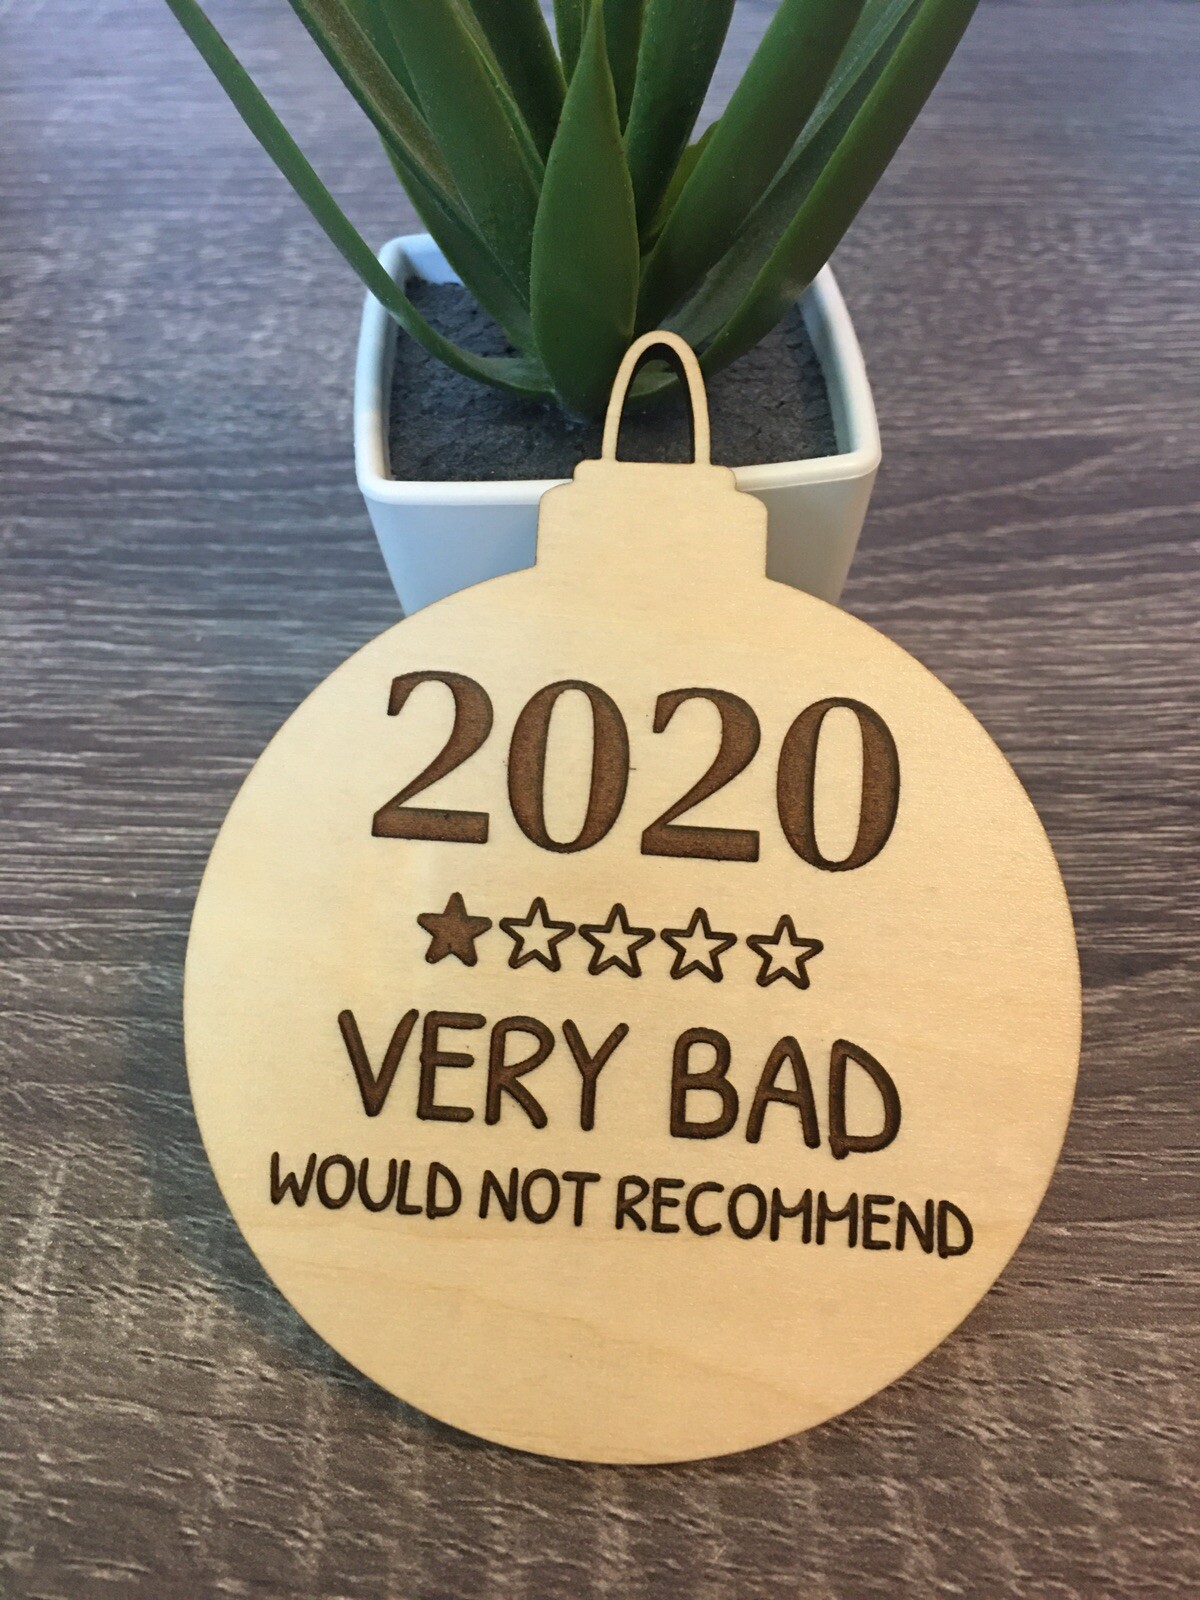 2020
★☆☆☆☆
VERY BAD
WOULD NOT RECOMMEND